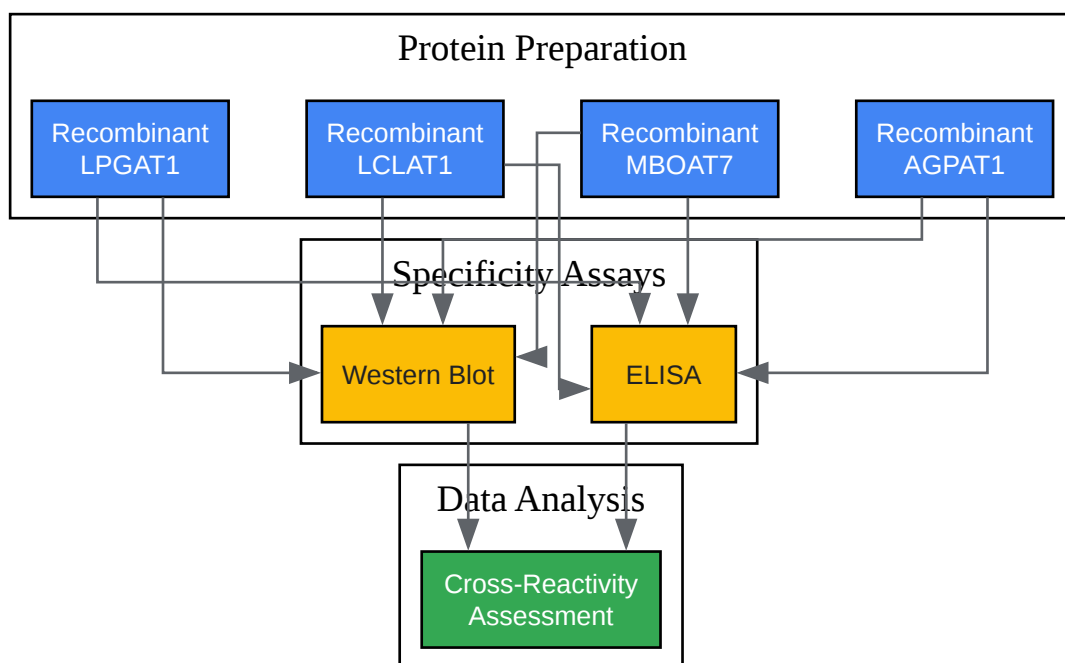 Protein Preparation
Recombinant
LPGAT1
Recombinant
LCLAT1
Recombinant
MBOAT7
Recombinant
AGPAT1
Specificity Assays
Western Blot
ELISA
Data Analysis
Cross-Reactivity
Assessment